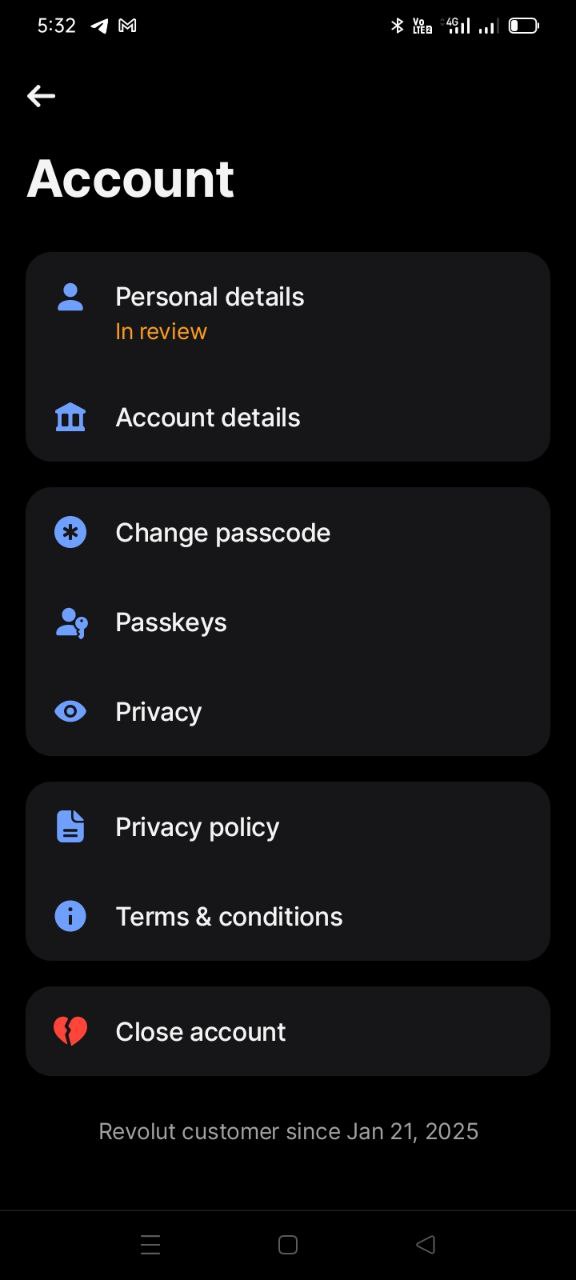 5:32
Vo
LTE2
4G
Account
Personal details
In review
Account details
Change passcode
Passkeys
Privacy
Privacy policy
Terms & conditions
Close account
Revolut customer since Jan 21, 2025